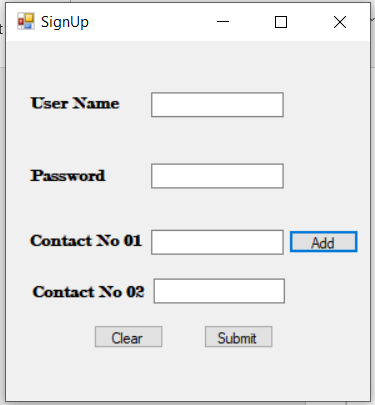 SignUp
User Name
Password
Contact No 01
Add
Contact No 02
Clear
Submit